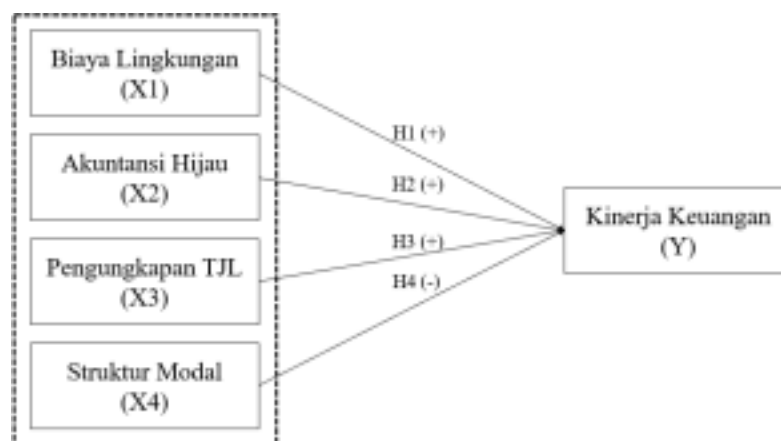 Biaya Lingkungan
(X1)
Akuntansi Hijau
(X2)
Pengungkapan TJL
(X3)
Struktur Modal
(X4)
H1 (+)
H2 (+)
H3 (+)
H4 (-)
Kinerja Keuangan
(Y)